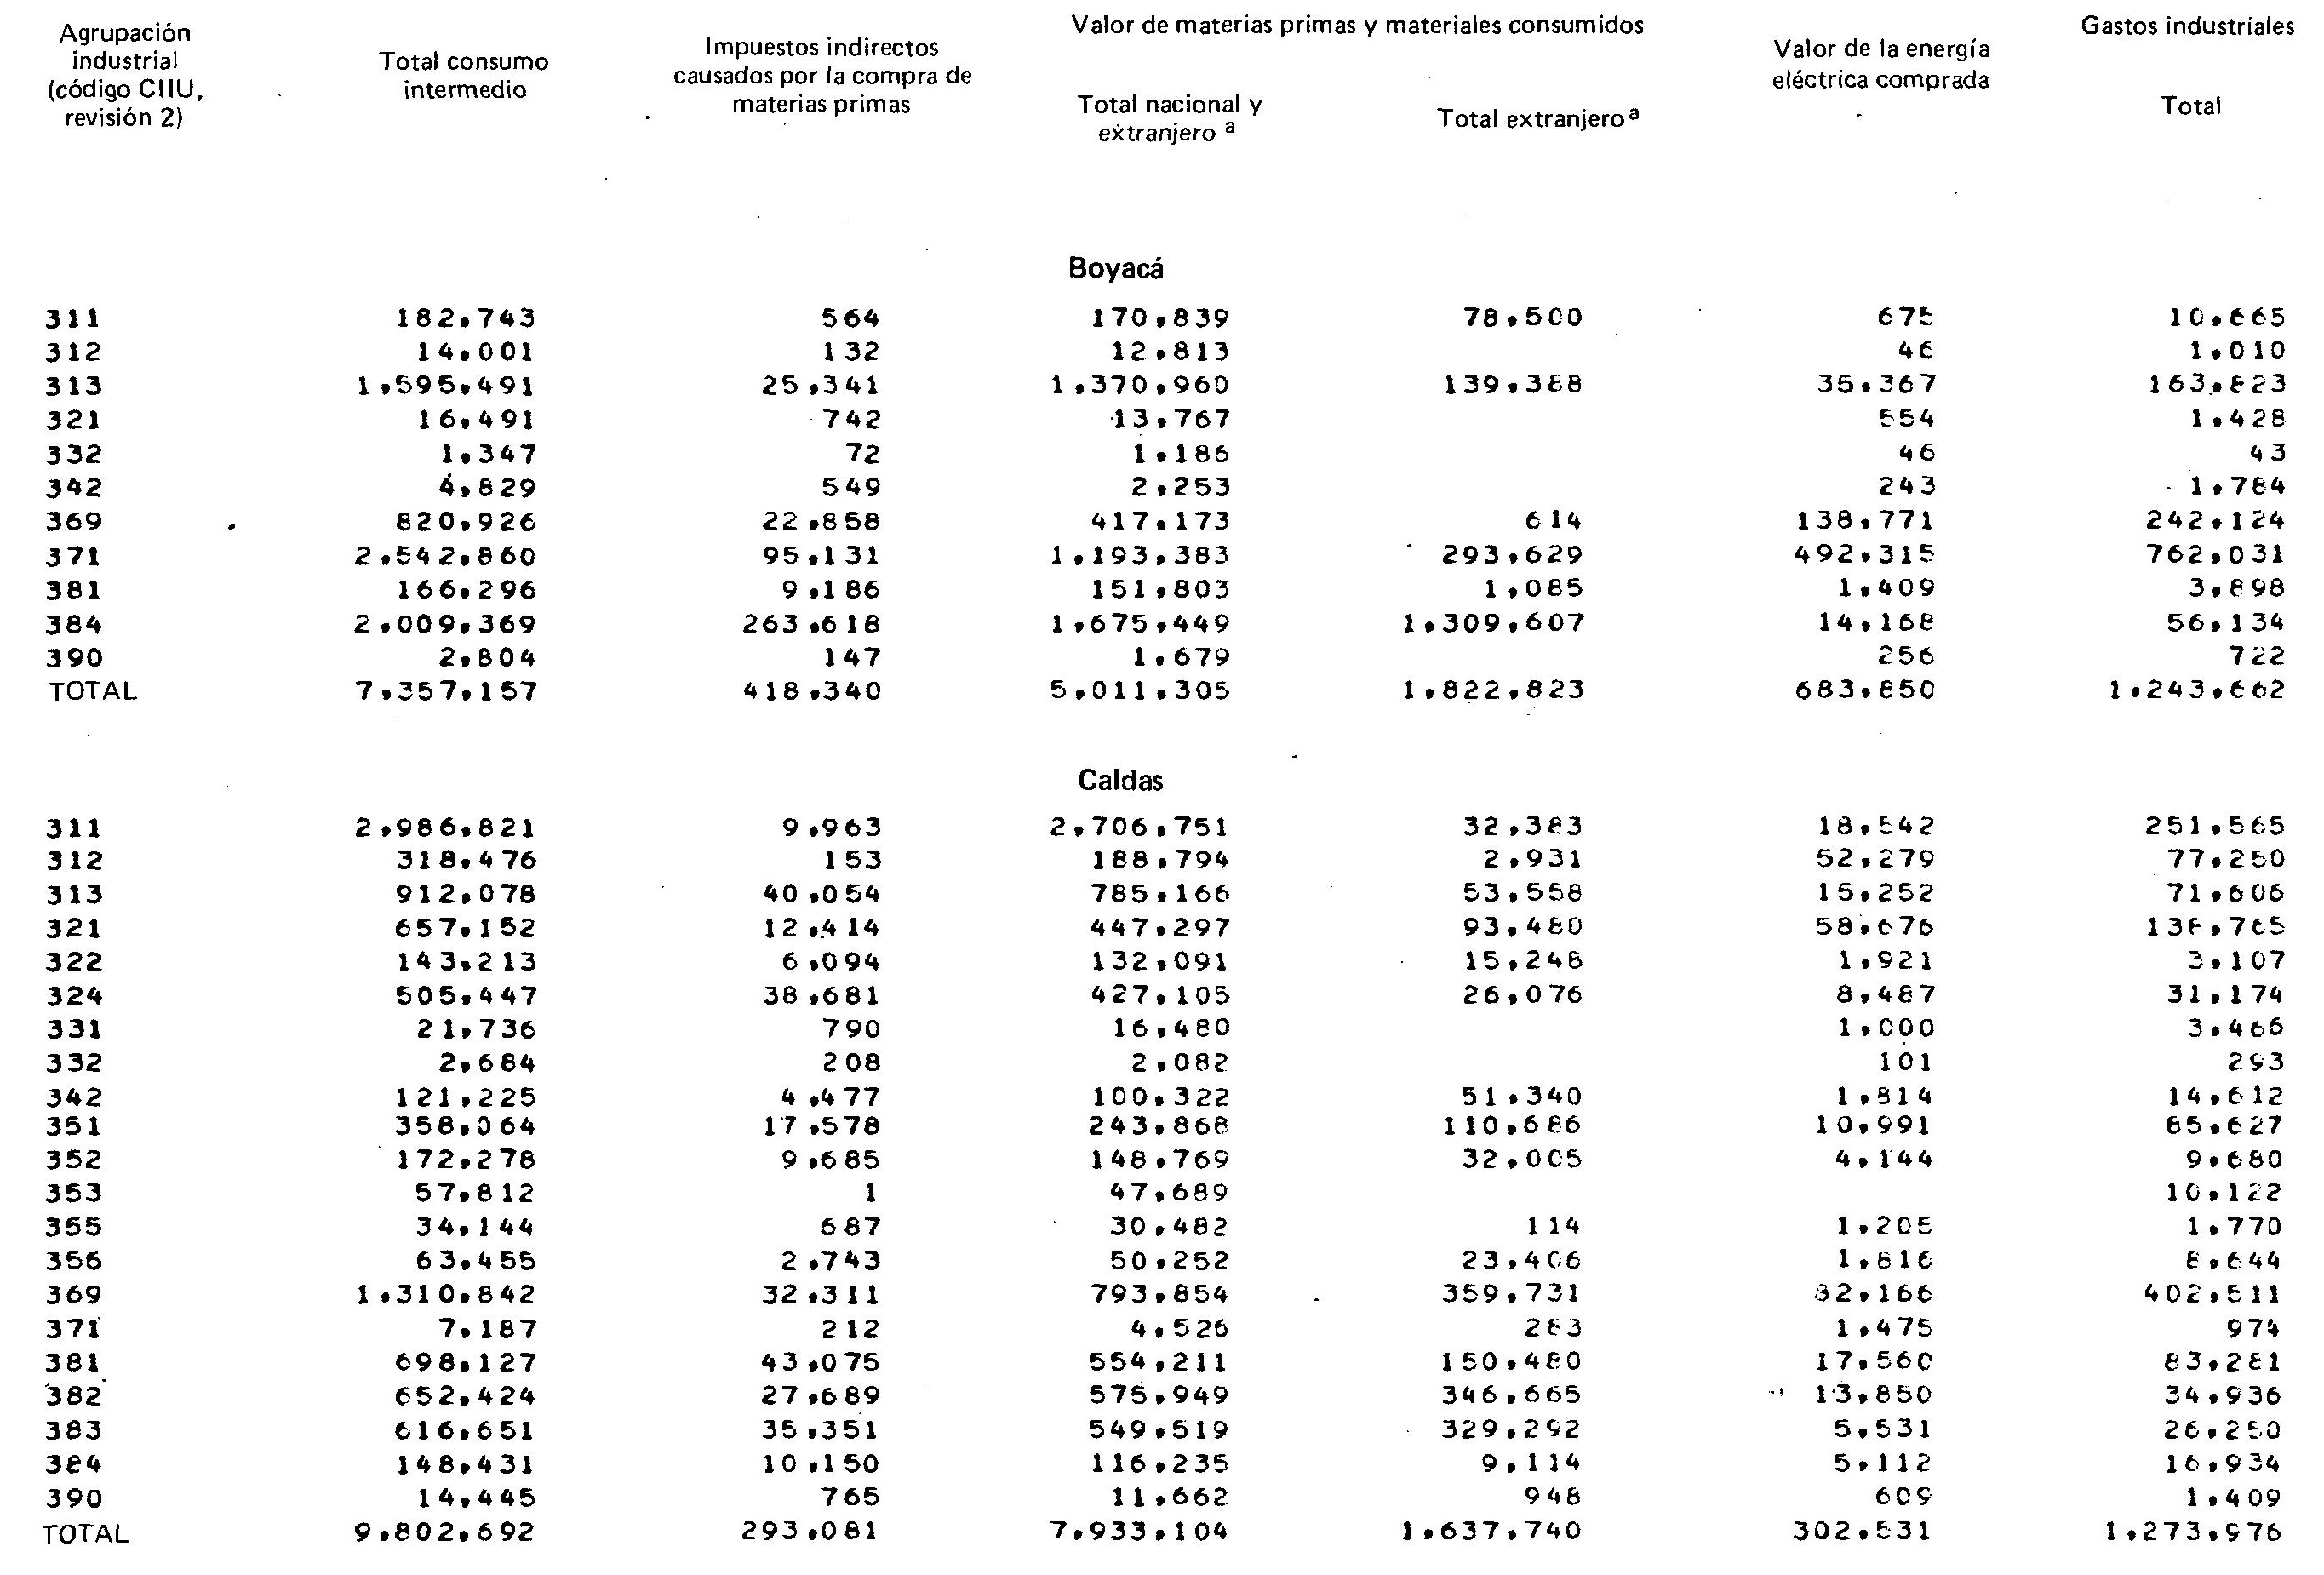 Agrupación industrial (código CIIU, revisión 2)
Total consumo intermedio
Impuestos indirectos causados por la compra de materias primas
Valor de materias primas y materiales consumidos
Total nacional y extranjero a
Total extranjero a
Valor de la energía eléctrica comprada
Gastos industriales
Total
Boyacá
311 182,743 564 170,839 78,500 675 10,665
312 14,001 132 12,813 46 1,010
313 1,595,491 25,341 1,370,960 139,388 35,367 163,823
321 16,491 742 13,767 554 1,428
332 1,347 72 1,186 46 43
342 4,829 549 2,253 243 1,784
369 820,926 22,858 417,173 614 138,771 242,124
371 2,542,860 95,131 1,193,383 293,629 492,315 762,031
381 166,296 9,186 151,803 1,085 1,409 3,898
384 2,009,369 263,618 1,675,449 1,309,607 14,168 56,134
390 2,804 147 1,679 256 722
TOTAL 7,357,157 418,340 5,011,305 1,822,823 683,850 1,243,662
Caldas
311 2,986,821 9,963 2,706,751 32,383 18,542 251,565
312 318,476 153 188,794 2,931 52,279 77,250
313 912,078 40,054 785,166 53,558 15,252 71,606
321 657,152 12,414 447,297 93,480 58,676 138,765
322 143,213 6,094 132,091 15,248 1,921 3,107
324 505,447 38,681 427,105 26,076 8,487 31,174
331 21,736 790 16,480 1,000 3,466
332 2,684 208 2,082 101 293
342 121,225 4,477 100,322 51,340 1,814 14,612
351 358,064 17,578 243,868 110,686 10,991 85,627
352 172,278 9,685 148,769 32,005 4,144 9,680
353 57,812 1 47,689 10,122
355 34,144 687 30,482 114 1,205 1,770
356 63,455 2,743 50,252 23,406 1,816 8,644
369 1,310,842 32,311 793,854 359,731 82,166 402,511
371 7,187 212 4,526 283 1,475 974
381 698,127 43,075 554,211 150,480 17,560 83,281
382 652,424 27,689 575,949 346,665 13,850 34,936
383 616,651 35,351 549,519 329,292 5,531 26,250
384 148,431 10,150 116,235 9,114 5,112 16,934
390 14,445 765 11,662 948 609 1,409
TOTAL 9,802,692 293,081 7,933,104 1,637,740 302,531 1,273,976